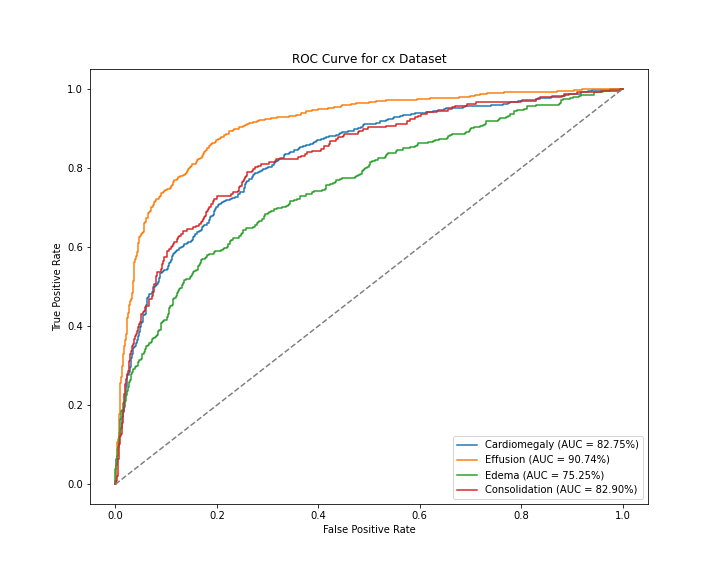 ROC Curve for cx Dataset
True Positive Rate
1.0
0.8
0.6
0.4
0.2
0.0
Cardiomegaly (AUC = 82.75%)
Effusion (AUC = 90.74%)
Edema (AUC = 75.25%)
Consolidation (AUC = 82.90%)
0.0 0.2 0.4 0.6 0.8 1.0
False Positive Rate